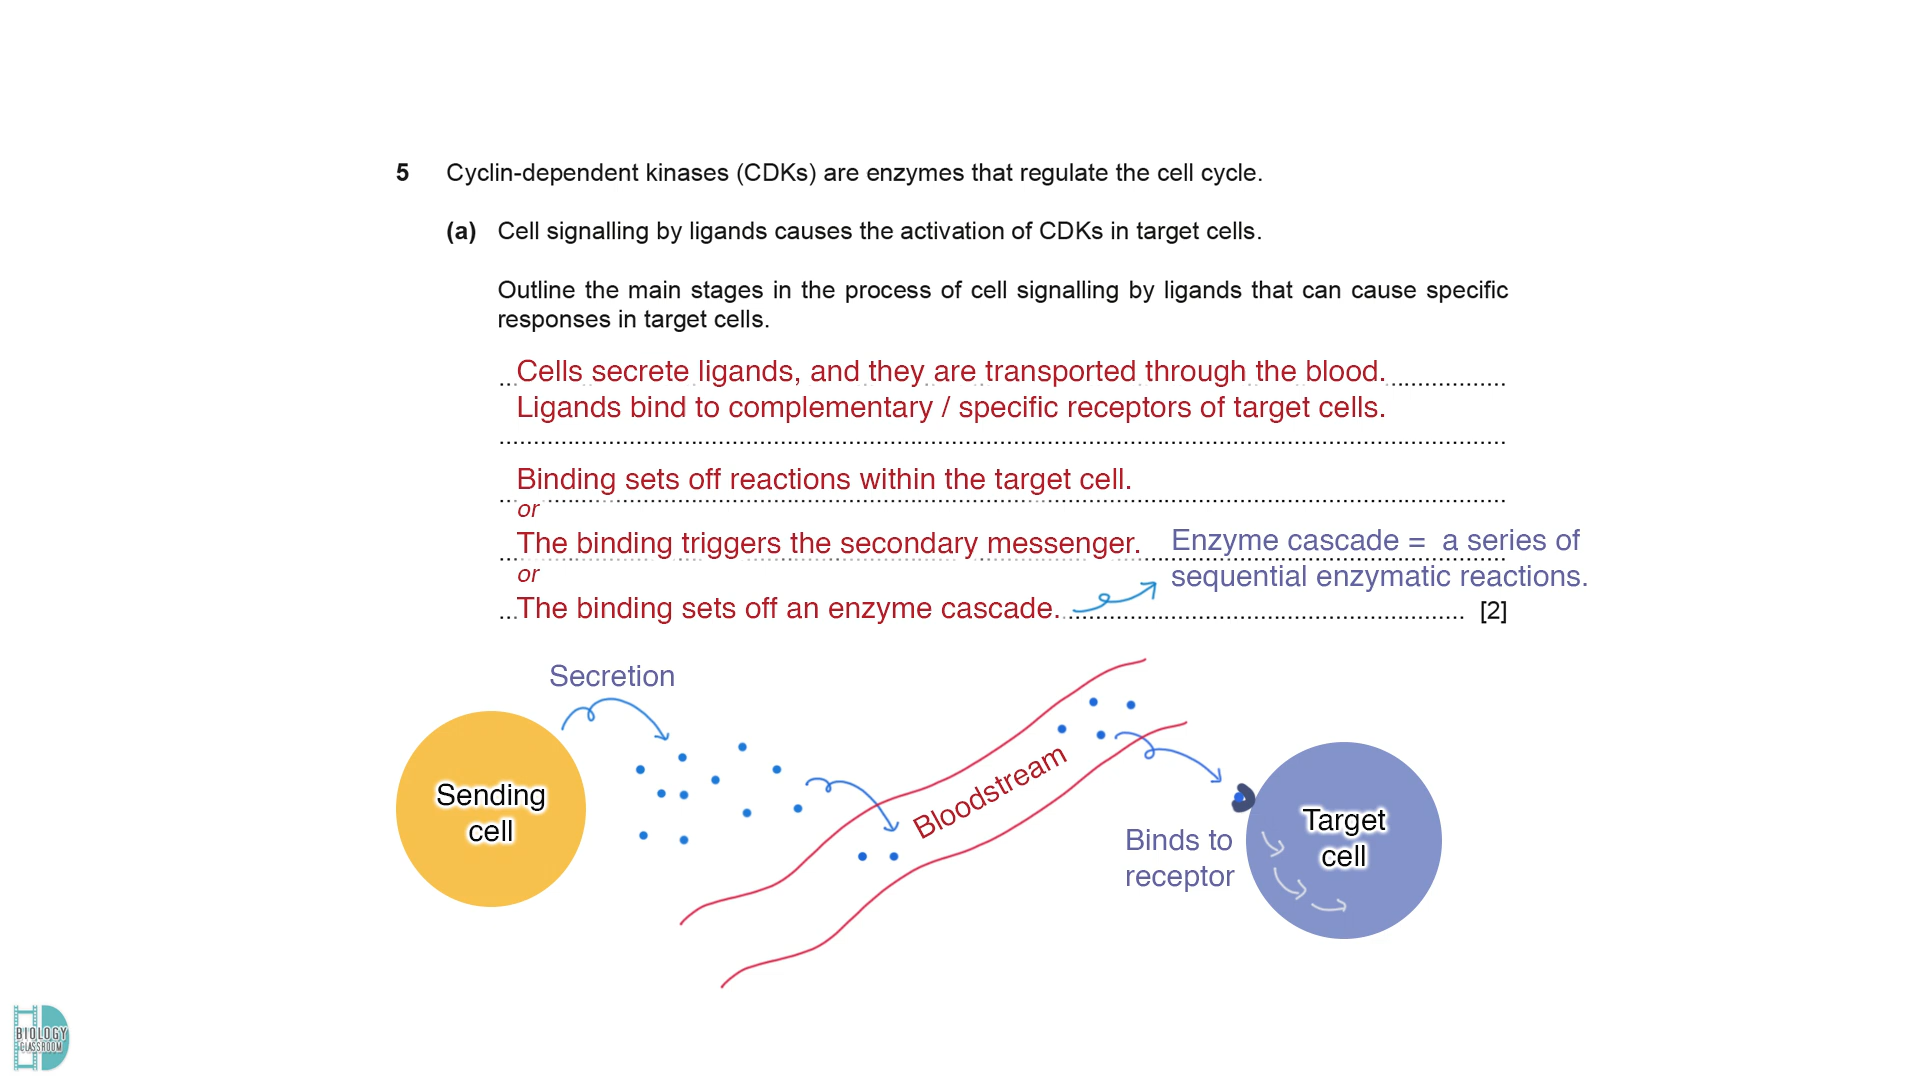 5 Cyclin-dependent kinases (CDKs) are enzymes that regulate the cell cycle.
(a) Cell signalling by ligands causes the activation of CDKs in target cells.
Outline the main stages in the process of cell signalling by ligands that can cause specific
responses in target cells.
Cells secrete ligands, and they are transported through the blood.
Ligands bind to complementary / specific receptors of target cells.
Binding sets off reactions within the target cell.
or
The binding triggers the secondary messenger.
Enzyme cascade = a series of
sequential enzymatic reactions.
or
The binding sets off an enzyme cascade.
[2]
Secretion
Sending
cell
Bloodstream
Binds to
receptor
Target
cell
BIOLOGY
CLASSROOM